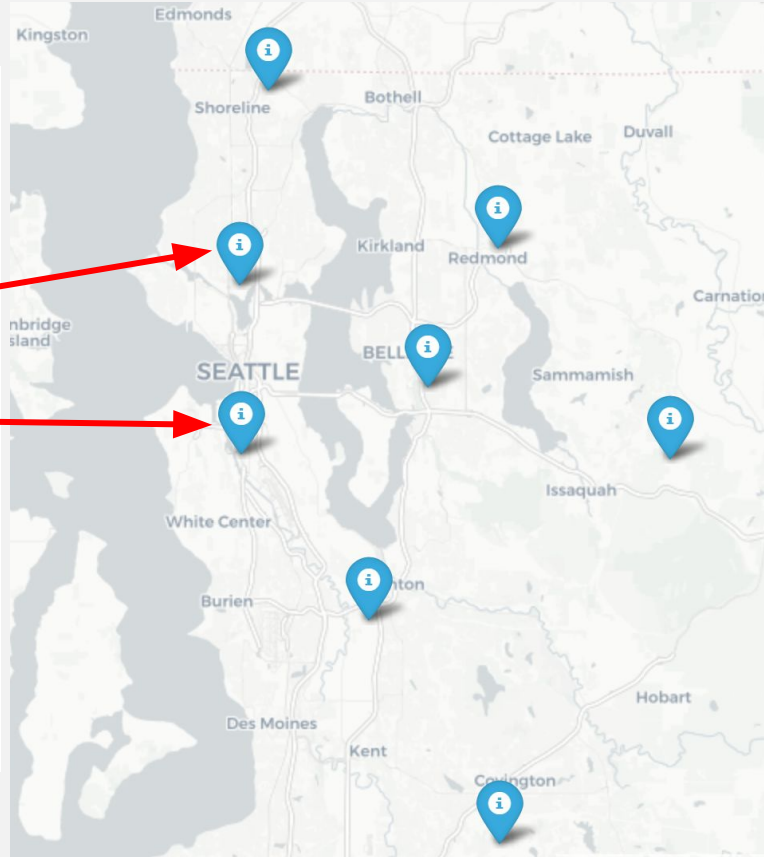 Edmonds
Kingston
i
Shoreline
Bothell
Cottage Lake
Duvall
i
i
Kirkland
Redmond
Carnation
nbridge
sland
BELL E
i
SEATTLE
Sammamish
i
i
Issaquah
White Center
i
nton
Burien
Hobart
Des Moines
Kent
Covington
i